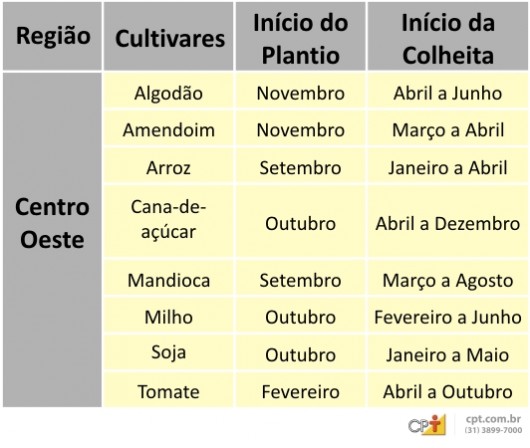 Região Cultivares Início do Plantio Início da Colheita
Centro Oeste
Algodão Novembro Abril a Junho
Amendoim Novembro Março a Abril
Arroz Setembro Janeiro a Abril
Cana-de-açúcar Outubro Abril a Dezembro
Mandioca Setembro Março a Agosto
Milho Outubro Fevereiro a Junho
Soja Outubro Janeiro a Maio
Tomate Fevereiro Abril a Outubro
CPT cpt.com.br
(31) 3899-7000